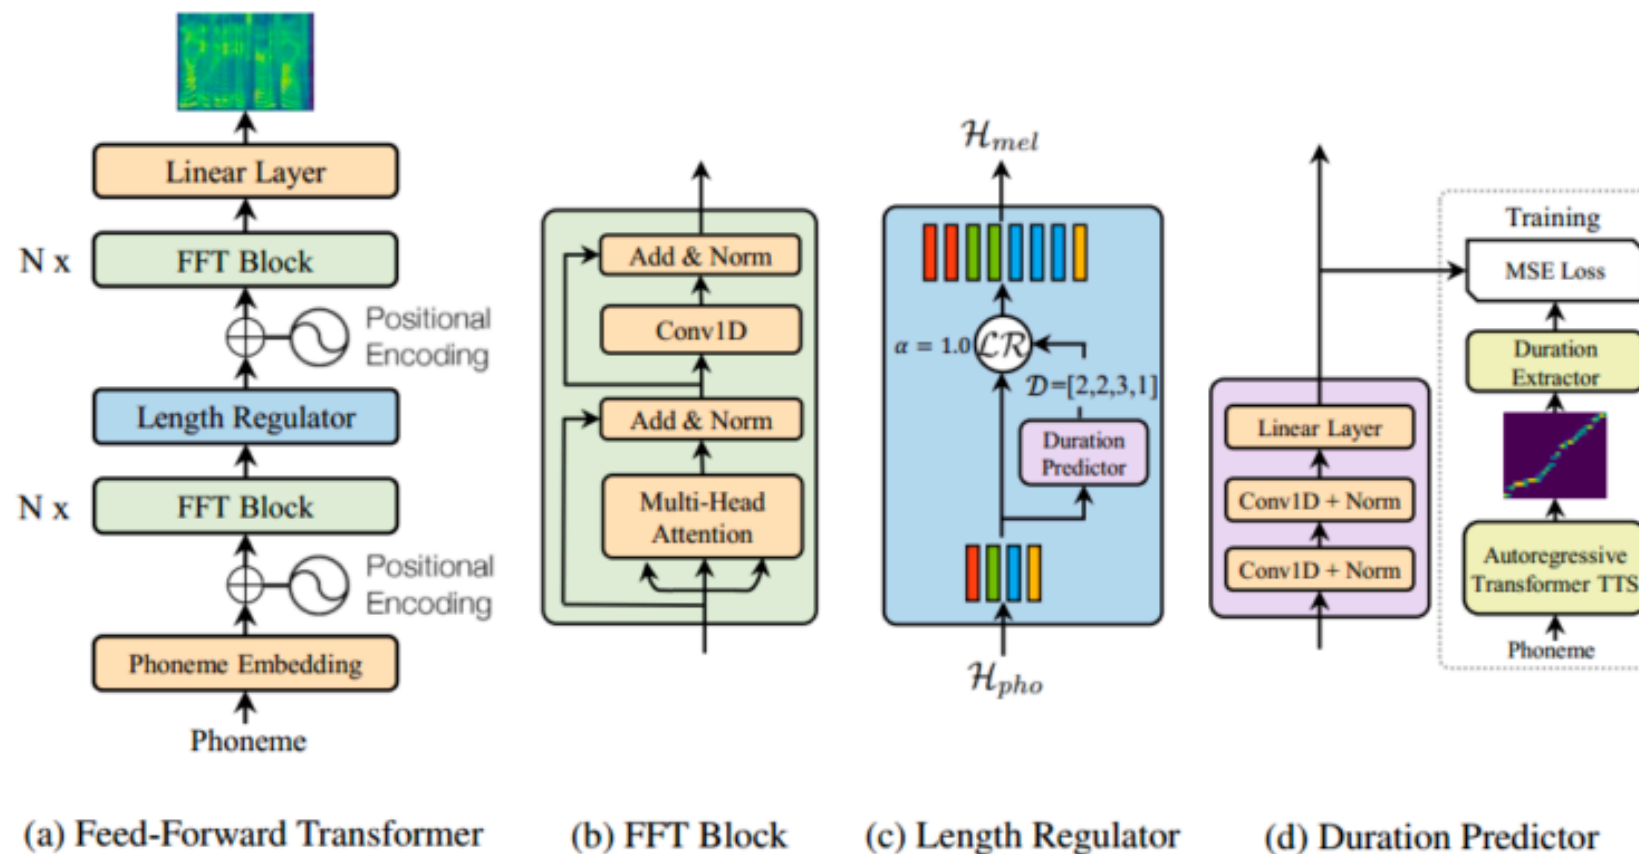 Linear Layer
N x
FFT Block
Positional
Encoding
Length Regulator
N x
FFT Block
Positional
Encoding
Phoneme Embedding
Phoneme
(a) Feed-Forward Transformer
Add & Norm
Conv1D
Add & Norm
Multi-Head
Attention
(b) FFT Block
ℋ_mel
α = 1.0
ℒℛ
𝒟=[2,2,3,1]
Duration
Predictor
ℋ_pho
(c) Length Regulator
Linear Layer
Conv1D + Norm
Conv1D + Norm
Training
MSE Loss
Duration
Extractor
Autoregressive
Transformer TTS
Phoneme
(d) Duration Predictor